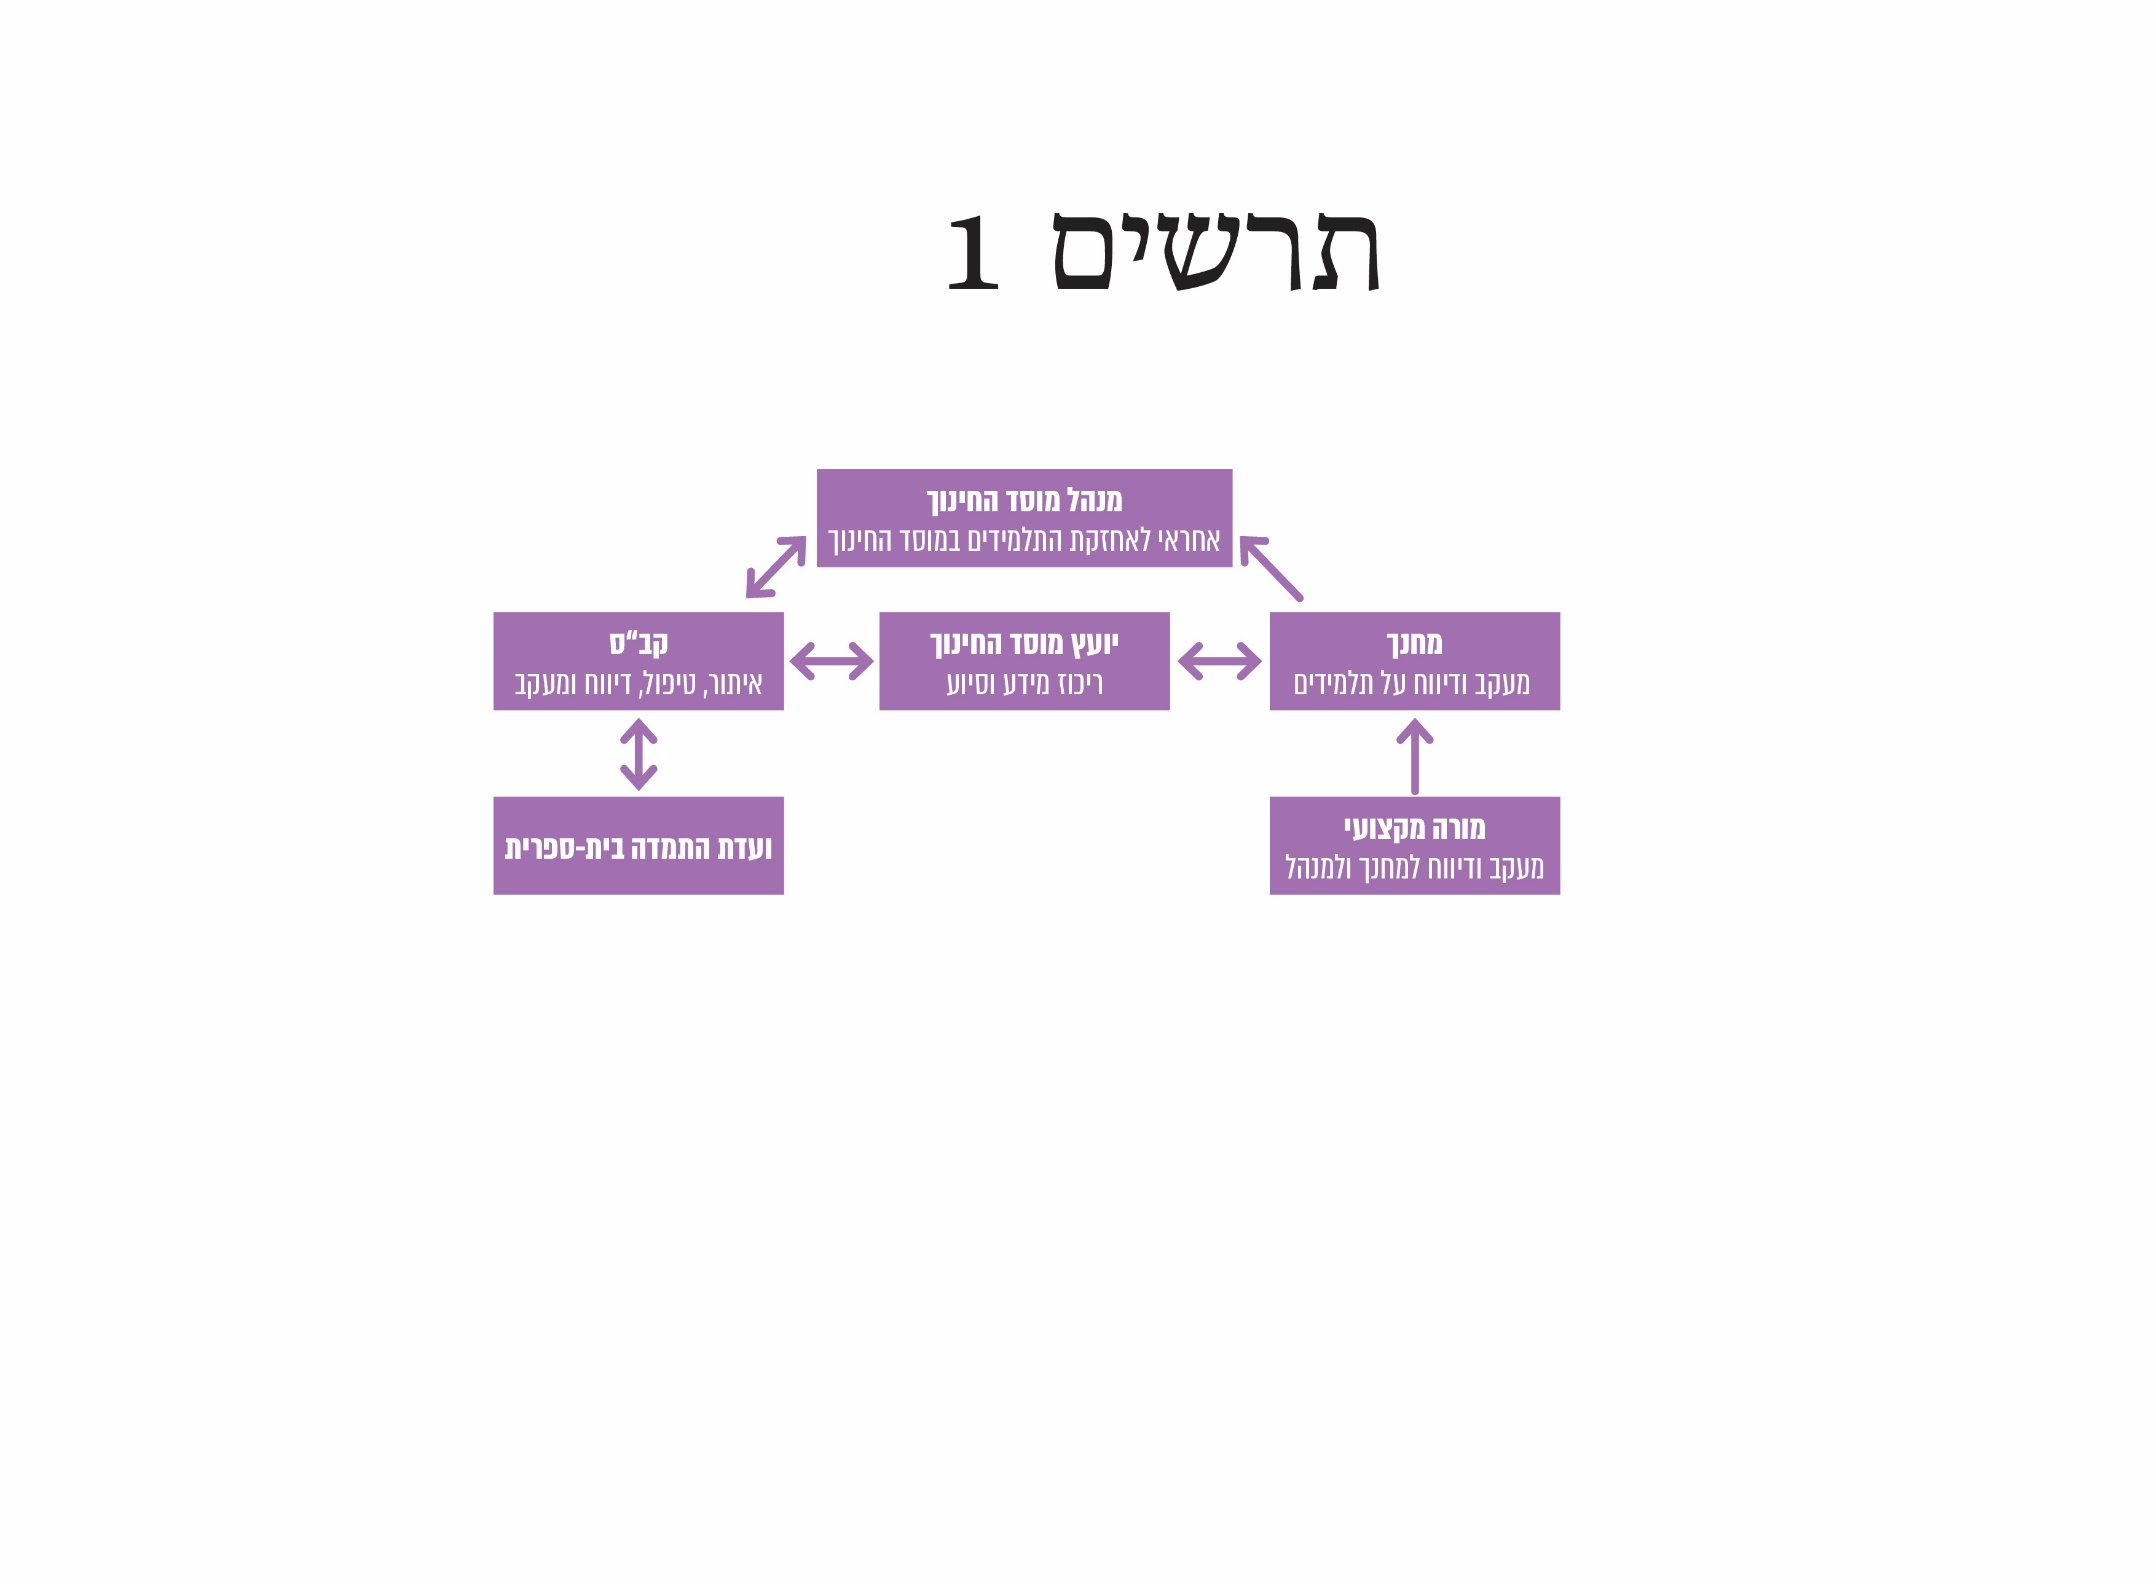 תרשים 1
מנהל מוסד החינוך
אחראי לאחזקת התלמידים במוסד החינוך
מחנך
מעקב ודיווח על תלמידים
יועץ מוסד החינוך
ריכוז מידע וסיוע
קב"ס
איתור, טיפול, דיווח ומעקב
מורה מקצועי
מעקב ודיווח למחנך ולמנהל
ועדת התמדה בית-ספרית